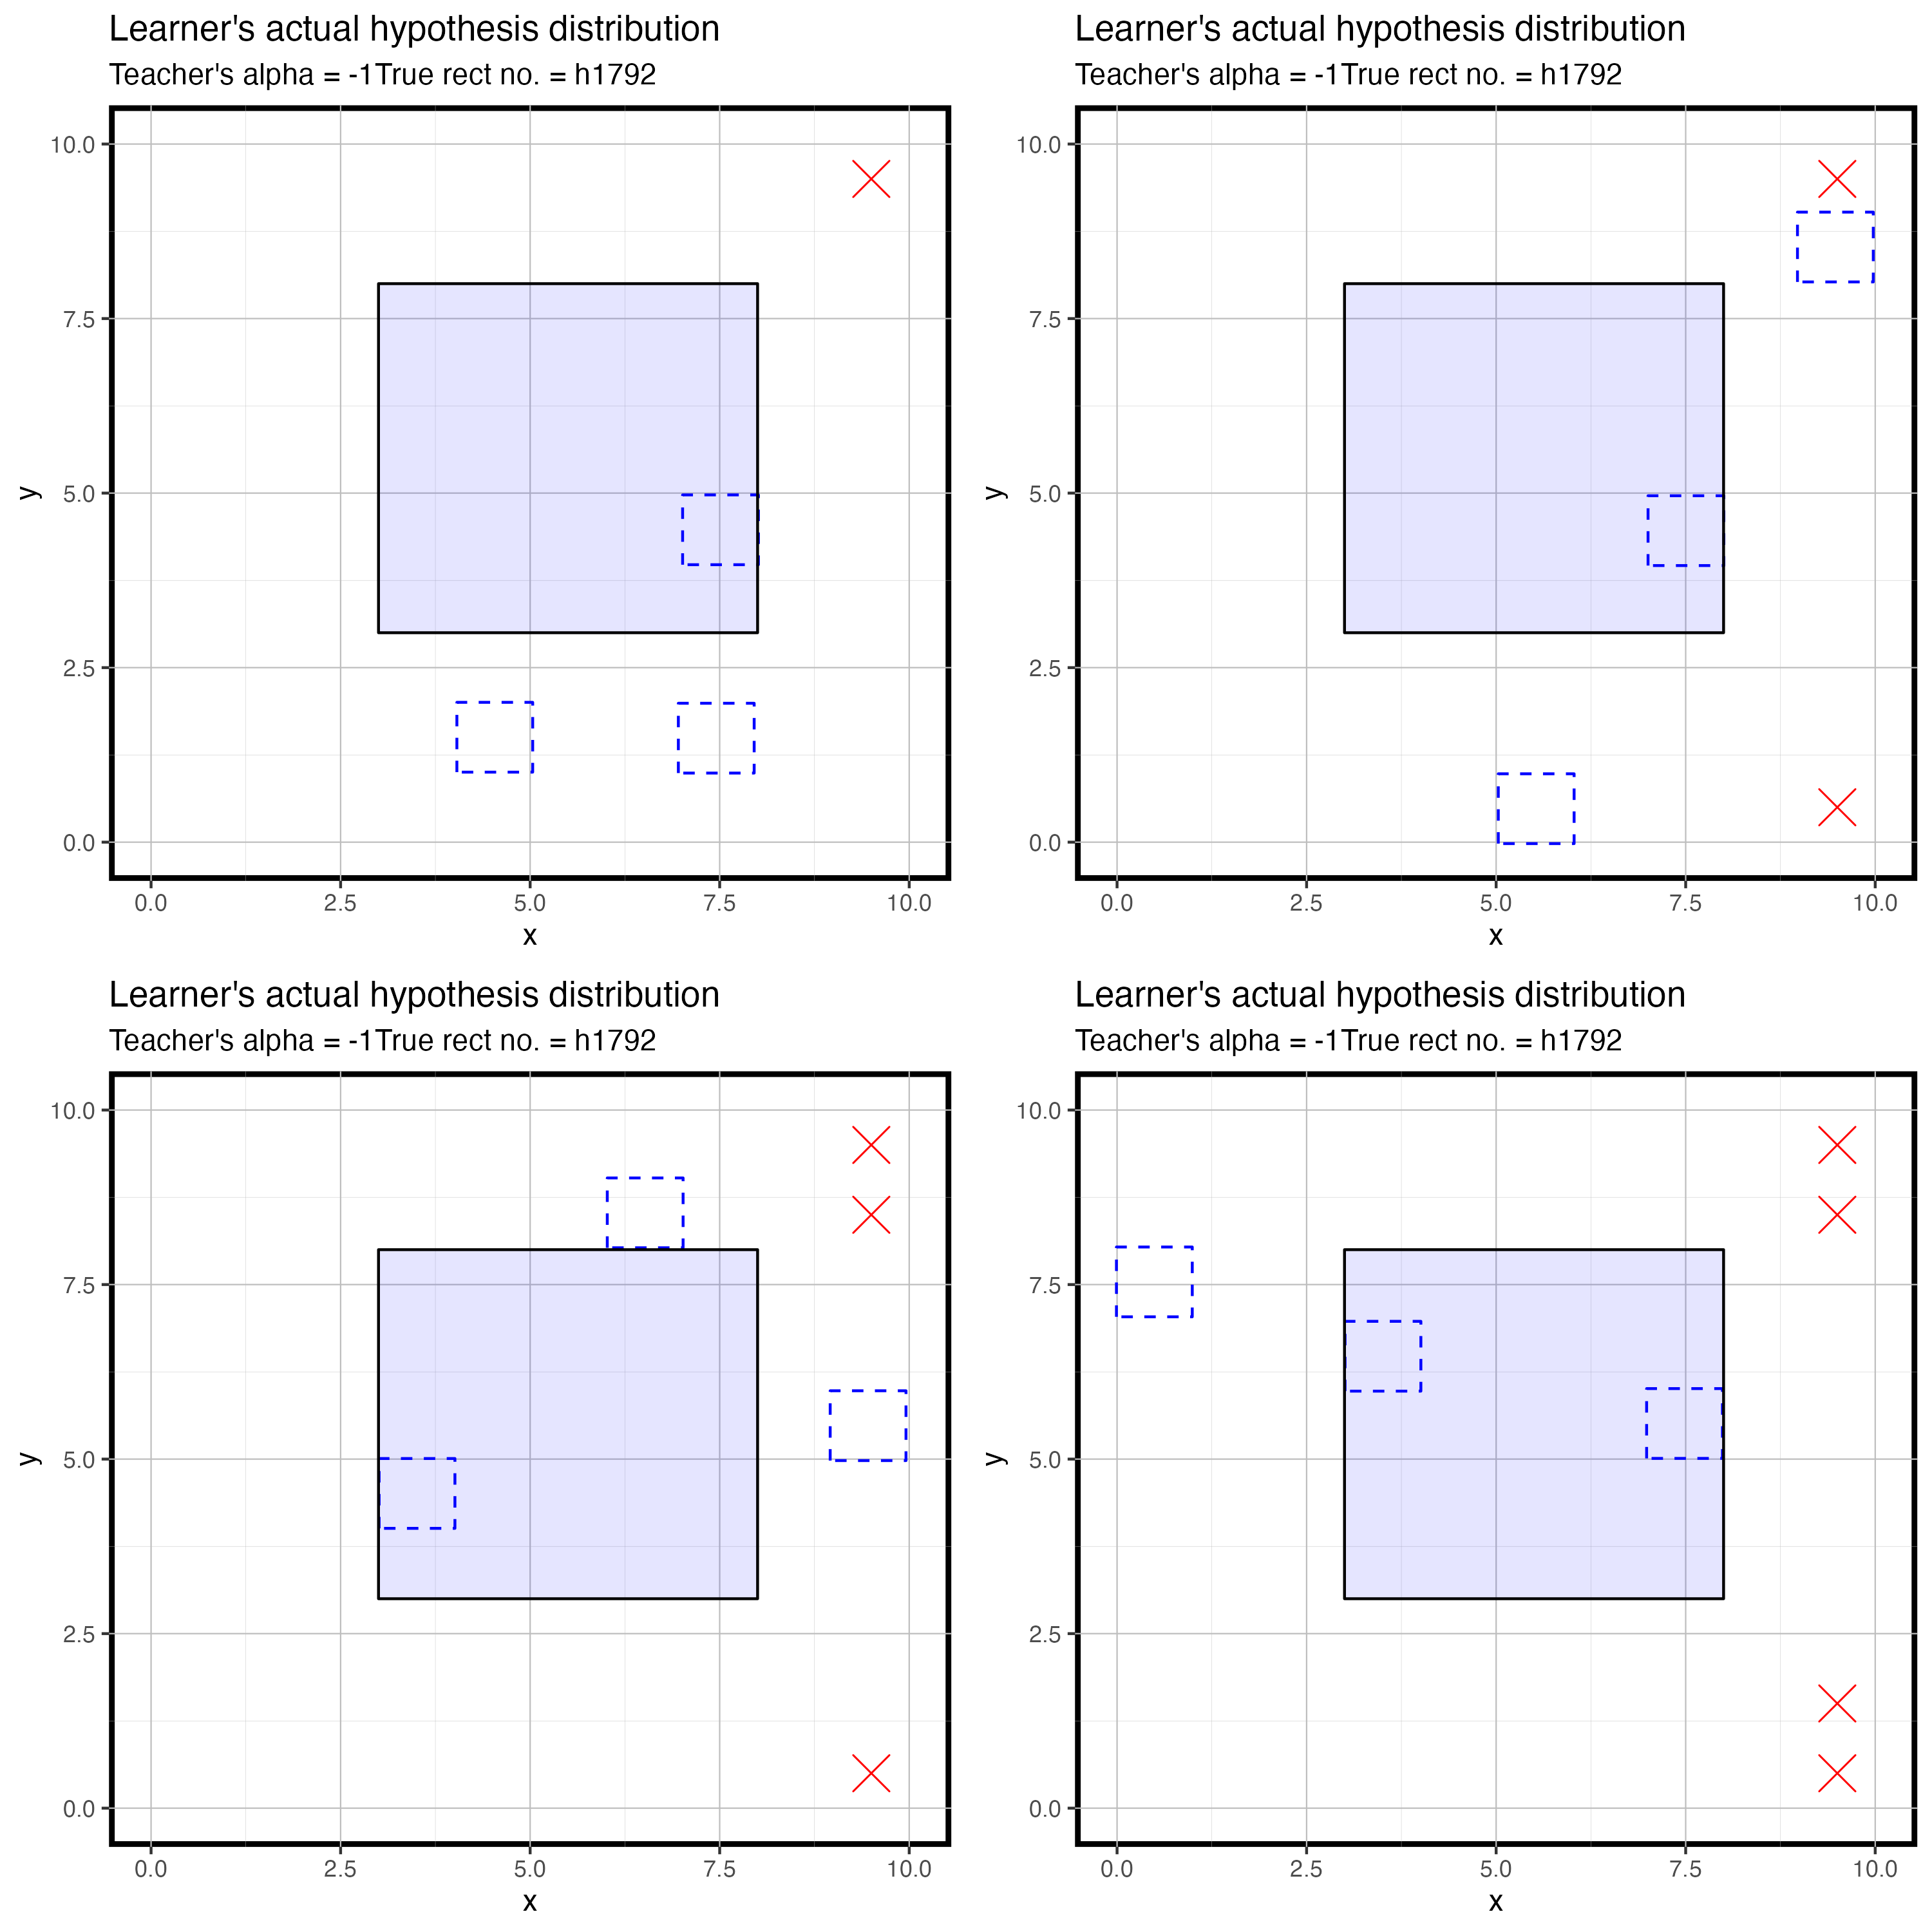 Learner's actual hypothesis distribution
Teacher's alpha = -1True rect no. = h1792
10.0
7.5
5.0
2.5
0.0
y
0.0 2.5 5.0 7.5 10.0
x
Learner's actual hypothesis distribution
Teacher's alpha = -1True rect no. = h1792
10.0
7.5
5.0
2.5
0.0
y
0.0 2.5 5.0 7.5 10.0
x
Learner's actual hypothesis distribution
Teacher's alpha = -1True rect no. = h1792
10.0
7.5
5.0
2.5
0.0
y
0.0 2.5 5.0 7.5 10.0
x
Learner's actual hypothesis distribution
Teacher's alpha = -1True rect no. = h1792
10.0
7.5
5.0
2.5
0.0
y
0.0 2.5 5.0 7.5 10.0
x